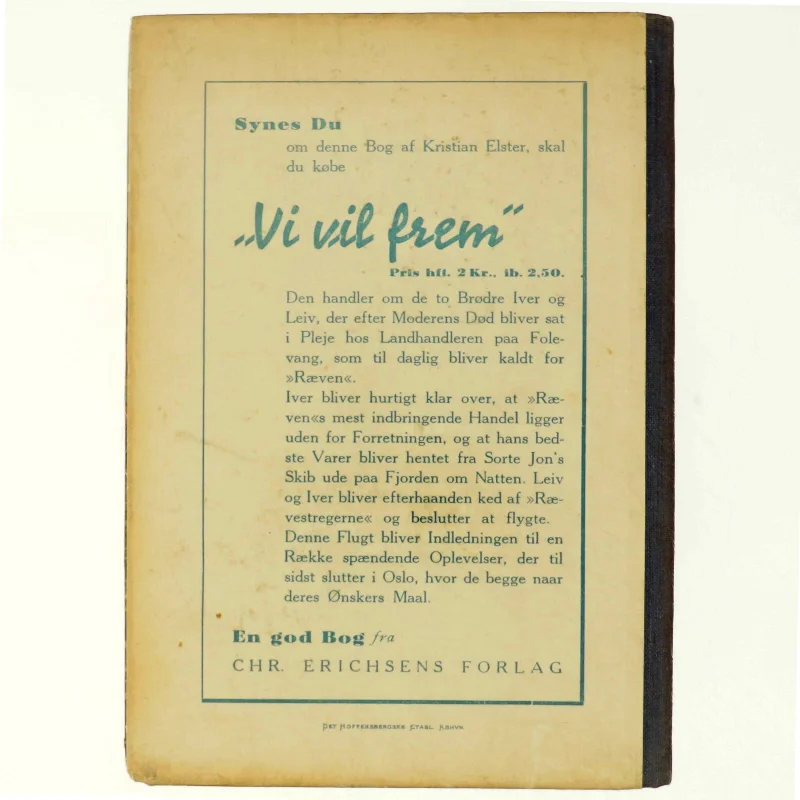 Synes Du
om denne Bog af Kristian Elster, skal
du købe
„Vi vil frem"
Pris hft. 2 Kr., ib. 2,50.
Den handler om de to Brødre Iver og
Leiv, der efter Moderens Død bliver sat
i Pleje hos Landhandleren paa Fole-
vang, som til daglig bliver kaldt for
»Ræven«.
Iver bliver hurtigt klar over, at »Ræ-
ven«s mest indbringende Handel ligger
uden for Forretningen, og at hans bed-
ste Varer bliver hentet fra Sorte Jon's
Skib ude paa Fjorden om Natten. Leiv
og Iver bliver efterhaanden ked af »Ræ-
vestregerne« og beslutter at flygte.
Denne Flugt bliver Indledningen til en
Række spændende Oplevelser, der til
sidst slutter i Oslo, hvor de begge naar
deres Ønskers Maal.
En god Bog fra
CHR. ERICHSENS FORLAG
DET HOFFENSBERGSKE ETABL. KBHVN.